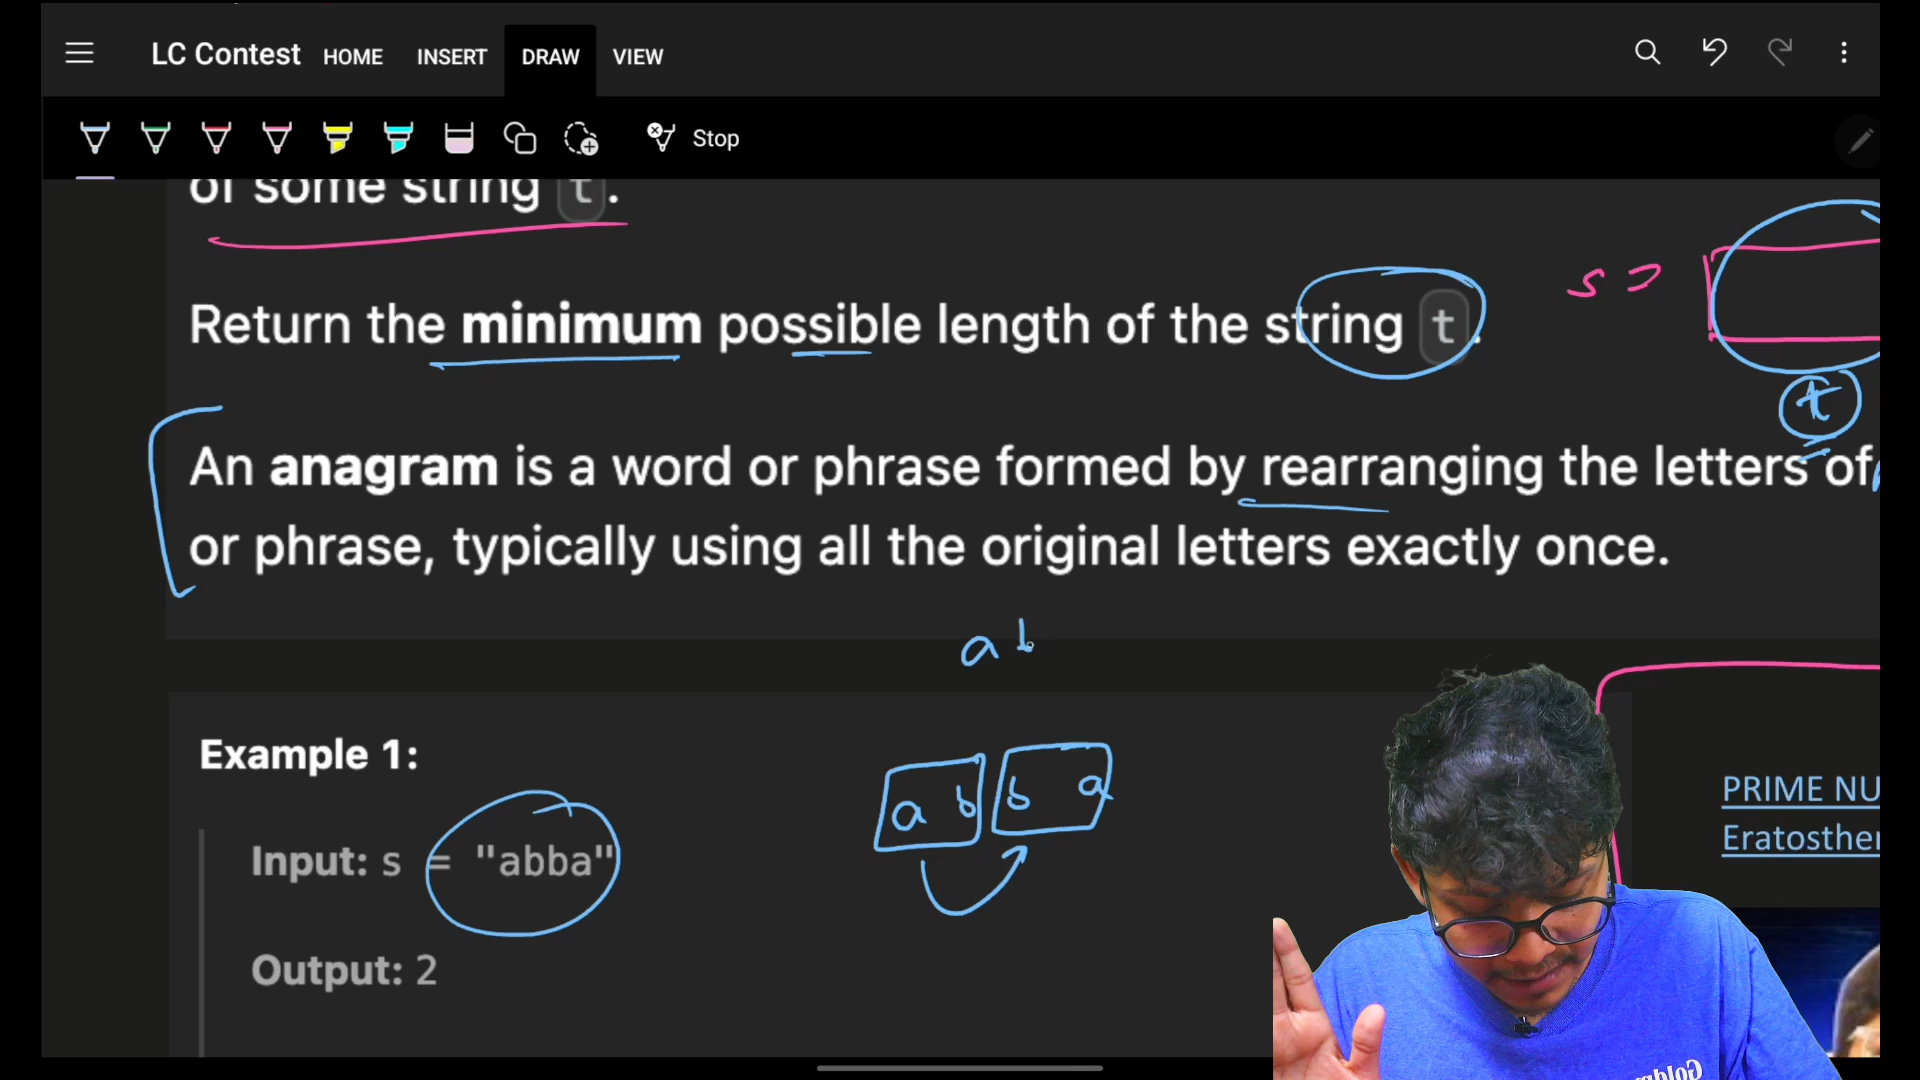 LC Contest HOME INSERT DRAW VIEW
Stop
of some string t.
s =
Return the minimum possible length of the string t.
t
An anagram is a word or phrase formed by rearranging the letters of
or phrase, typically using all the original letters exactly once.
a b
Example 1:
a b b a
PRIME NU
Eratosther
Input: s = "abba"
Output: 2